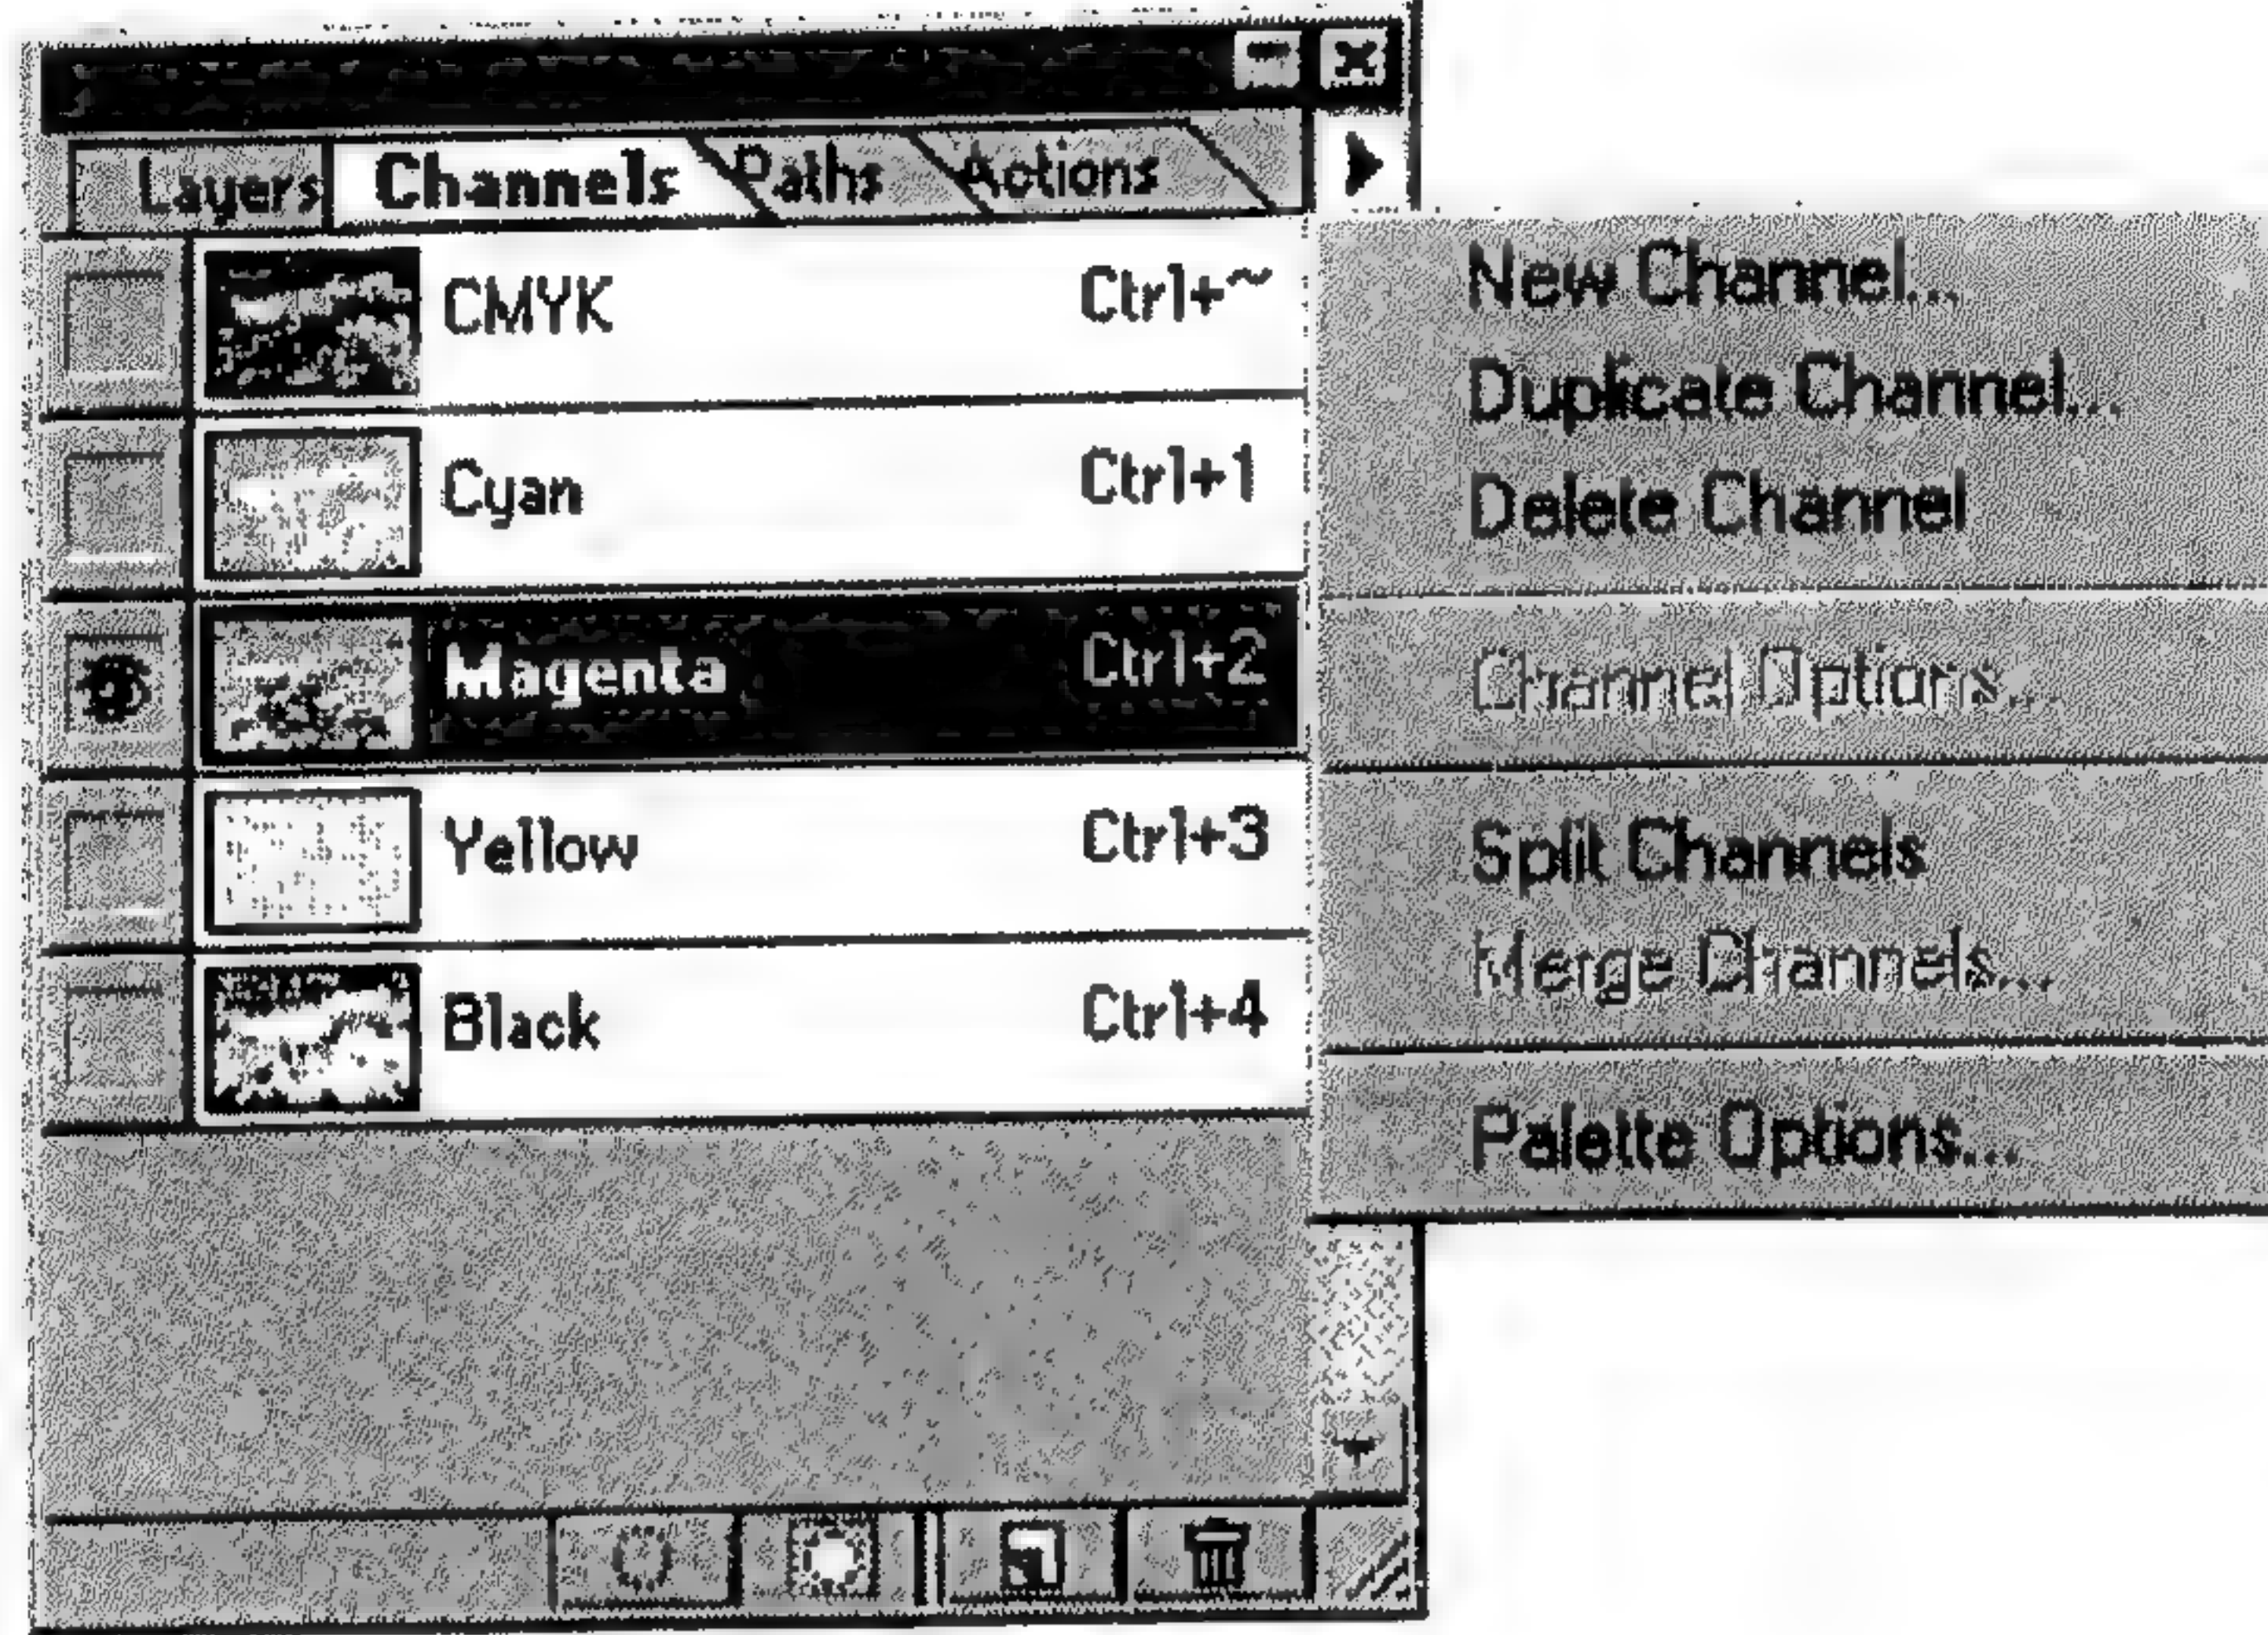 Layers Channels Paths Actions
CMYK Ctrl+~
Cyan Ctrl+1
Magenta Ctrl+2
Yellow Ctrl+3
Black Ctrl+4
New Channel...
Duplicate Channel...
Delete Channel
Channel Options...
Split Channels
Merge Channels...
Palette Options...